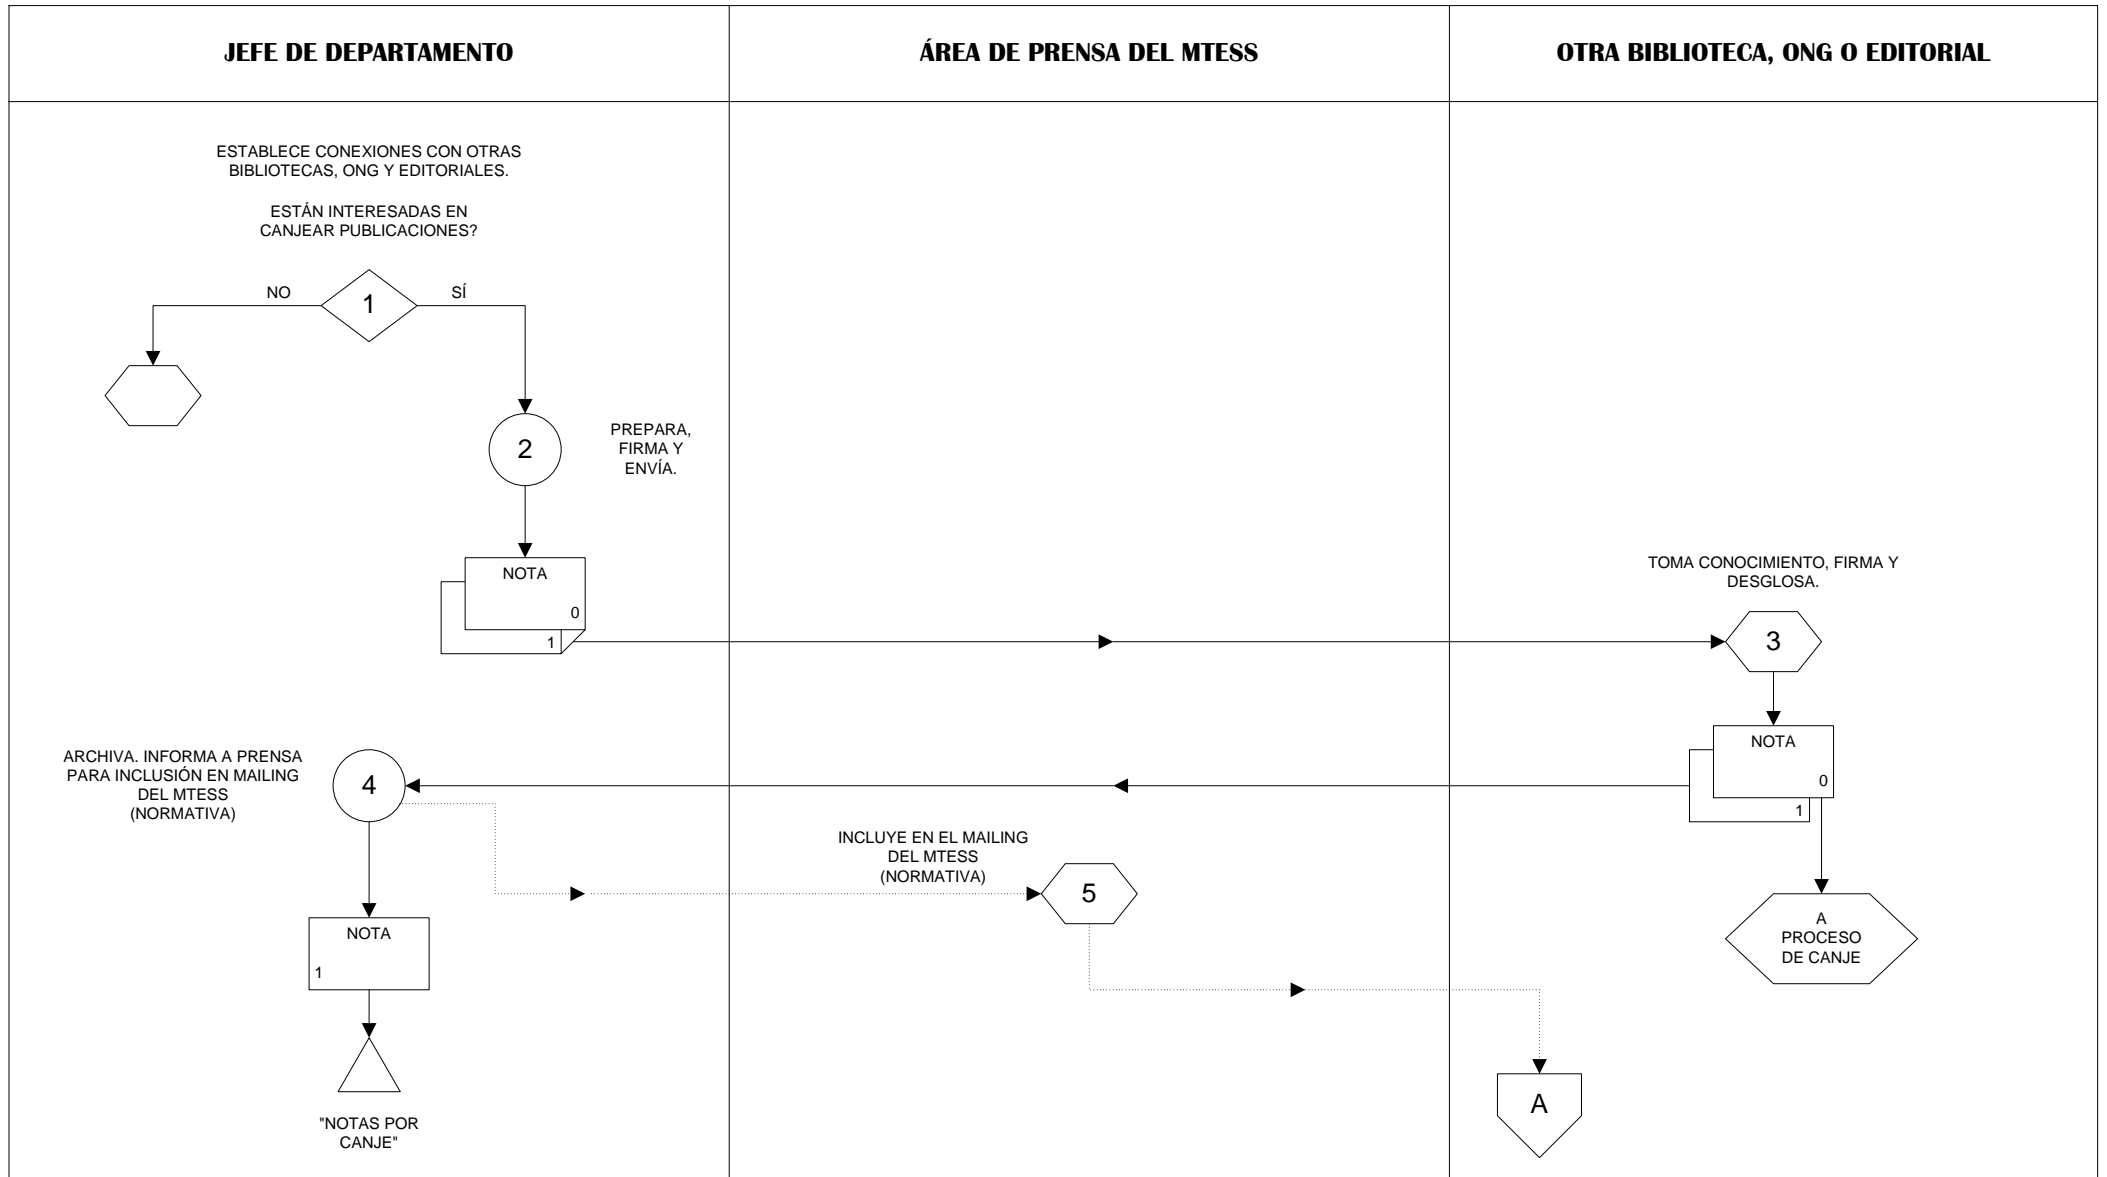 JEFE DE DEPARTAMENTO
ÁREA DE PRENSA DEL MTESS
OTRA BIBLIOTECA, ONG O EDITORIAL
ESTABLECE CONEXIONES CON OTRAS
BIBLIOTECAS, ONG Y EDITORIALES.
ESTÁN INTERESADAS EN
CANJEAR PUBLICACIONES?
NO
1
SÍ
2
PREPARA,
FIRMA Y
ENVÍA.
NOTA
0
1
TOMA CONOCIMIENTO, FIRMA Y
DESGLOSA.
3
NOTA
0
1
ARCHIVA. INFORMA A PRENSA
PARA INCLUSIÓN EN MAILING
DEL MTESS
(NORMATIVA)
4
INCLUYE EN EL MAILING
DEL MTESS
(NORMATIVA)
5
A
PROCESO
DE CANJE
NOTA
1
"NOTAS POR
CANJE"
A